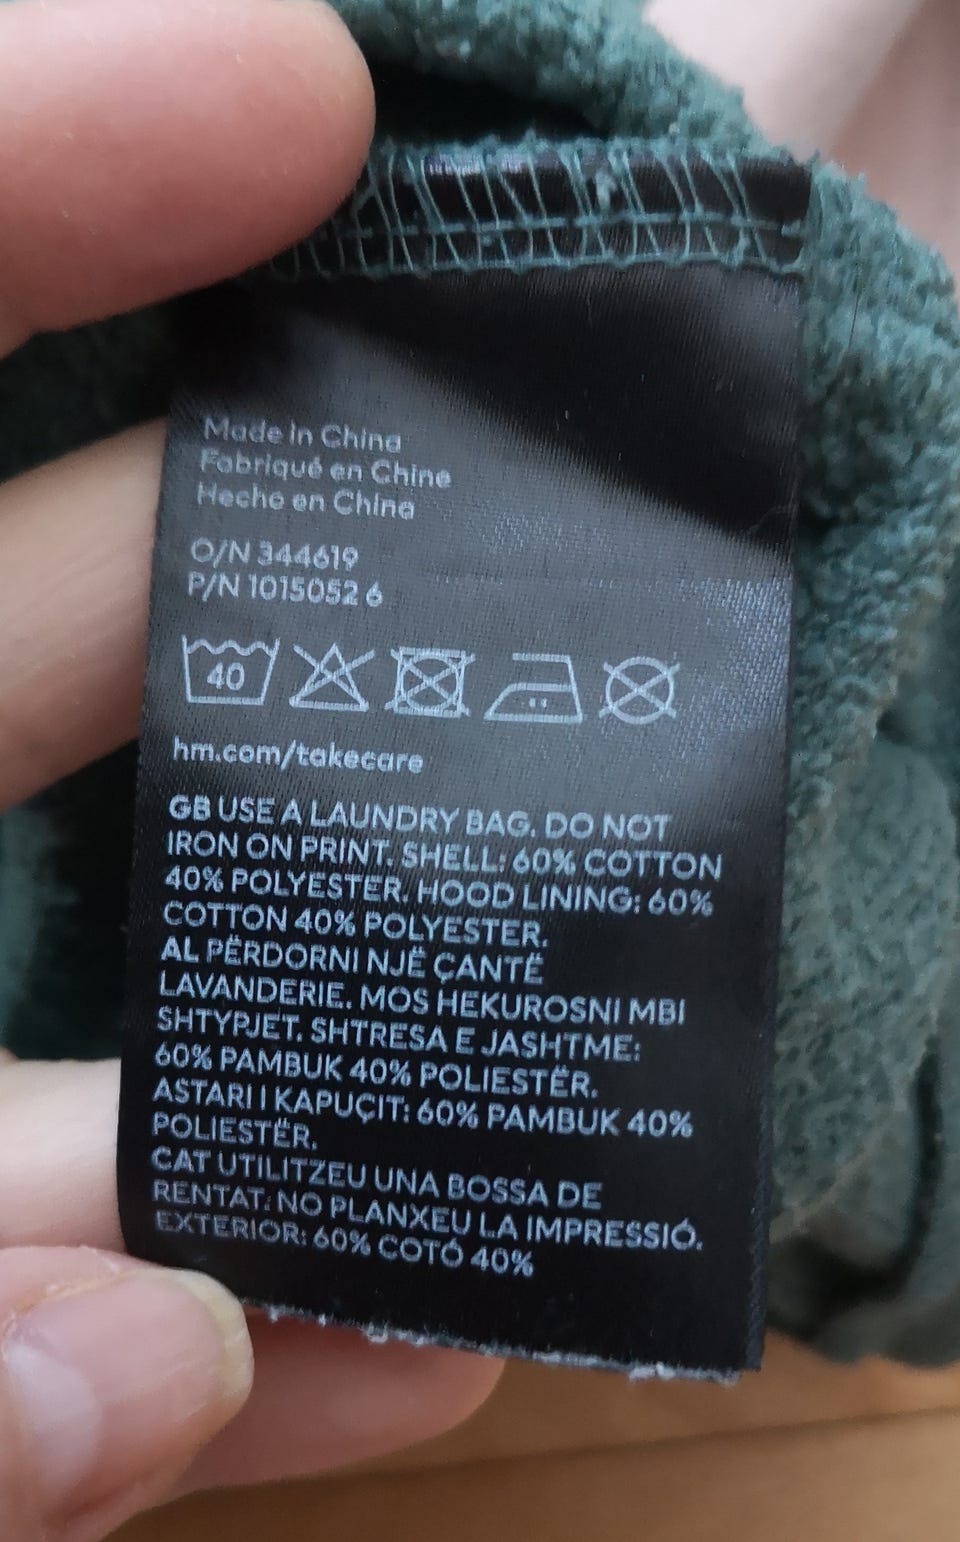 Made in China
Fabriqué en Chine
Hecho en China
O/N 344619
P/N 1015052 6
40
hm.com/takecare
GB USE A LAUNDRY BAG. DO NOT
IRON ON PRINT. SHELL: 60% COTTON
40% POLYESTER. HOOD LINING: 60%
COTTON 40% POLYESTER.
AL PËRDORNI NJË ÇANTË
LAVANDERIE. MOS HEKUROSNI MBI
SHTYPJET. SHTRESA E JASHTME:
60% PAMBUK 40% POLIESTËR.
ASTARI I KAPUÇIT: 60% PAMBUK 40%
POLIESTËR.
CAT UTILITZEU UNA BOSSA DE
RENTAT. NO PLANXEU LA IMPRESSIÓ.
EXTERIOR: 60% COTÓ 40%